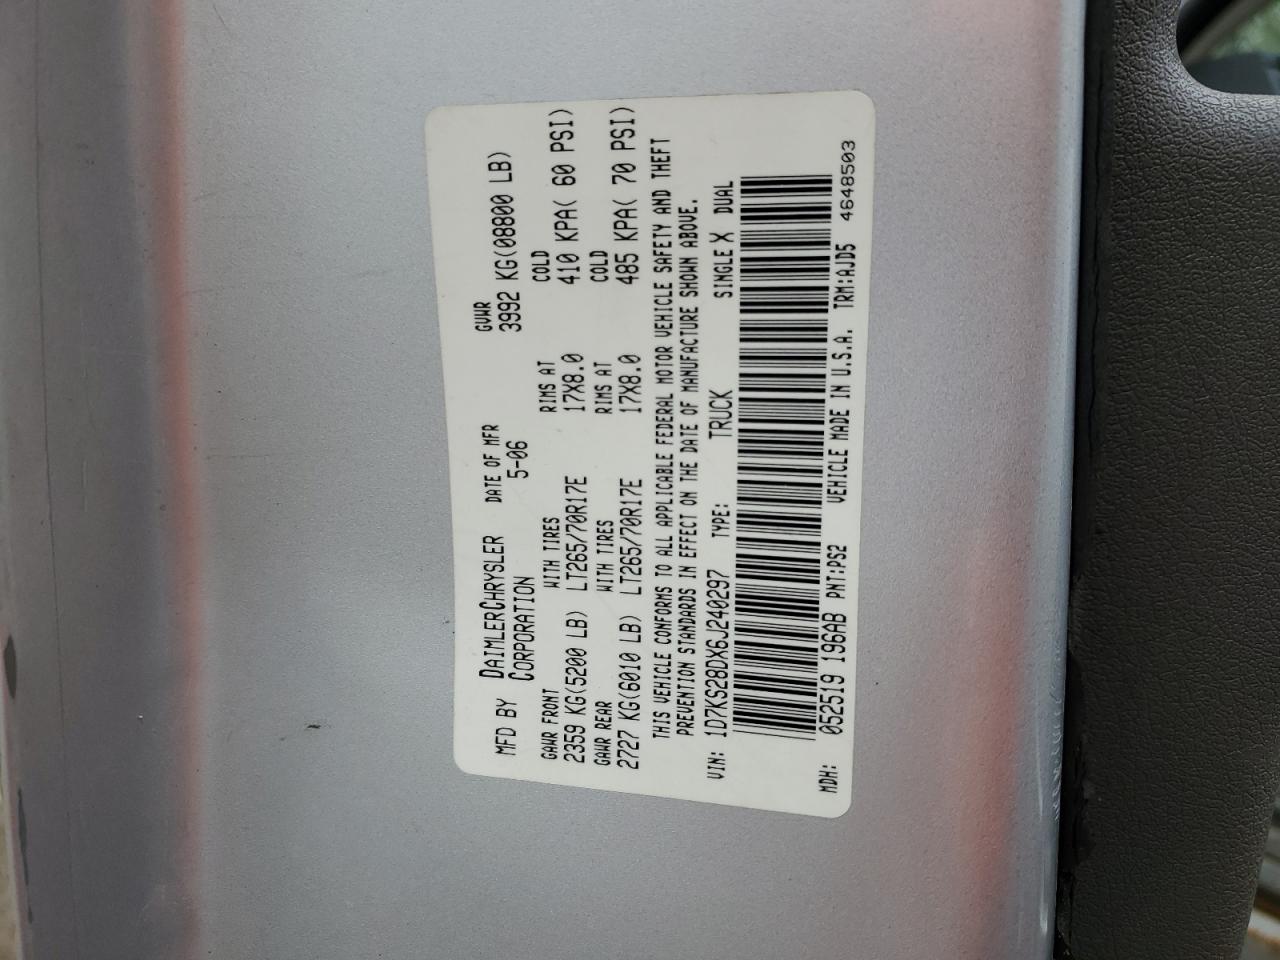 MFD BY DAIMLERCHRYSLER CORPORATION DATE OF MFR 5-06 GVWR 3992 KG(08800 LB)
GAWR FRONT WITH TIRES RIMS AT COLD
2359 KG(5200 LB) LT265/70R17E 17X8.0 410 KPA( 60 PSI)
GAWR REAR WITH TIRES RIMS AT COLD
2727 KG(6010 LB) LT265/70R17E 17X8.0 485 KPA( 70 PSI)
THIS VEHICLE CONFORMS TO ALL APPLICABLE FEDERAL MOTOR VEHICLE SAFETY AND THEFT
PREVENTION STANDARDS IN EFFECT ON THE DATE OF MANUFACTURE SHOWN ABOVE.
VIN: 1D7KS28DX6J240297 TYPE: TRUCK SINGLE X DUAL
MDH: 052519 196AB PNT:PS2 VEHICLE MADE IN U.S.A. TRM:AJD5 4648503